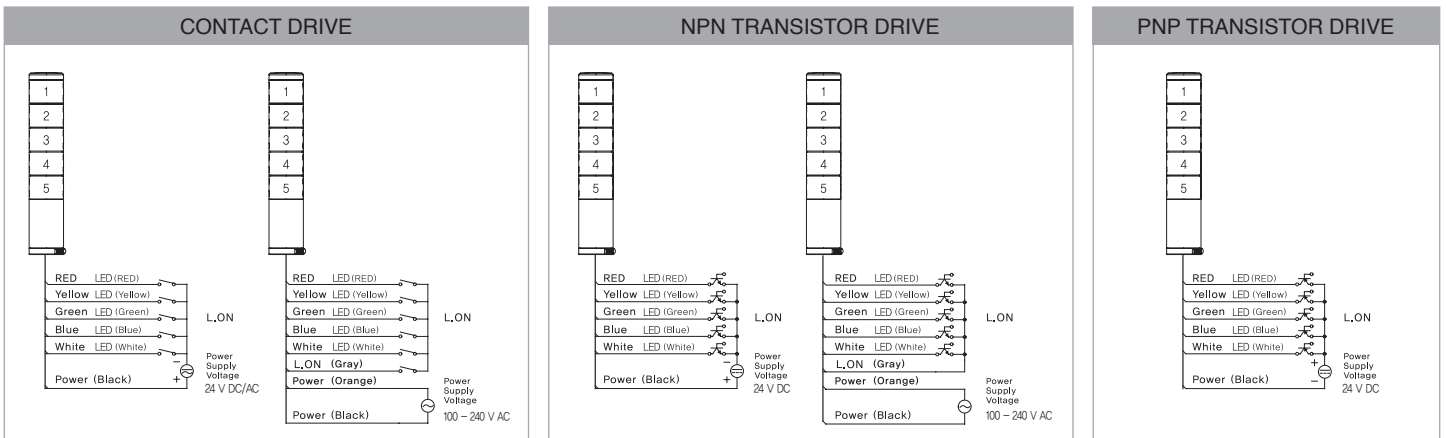 CONTACT DRIVE
1
2
3
4
5
RED LED (RED)
Yellow LED (Yellow)
Green LED (Green)
Blue LED (Blue)
White LED (White)
L.ON
Power (Black)
−
+
Power
Supply
Voltage
24 V DC/AC
1
2
3
4
5
RED LED (RED)
Yellow LED (Yellow)
Green LED (Green)
Blue LED (Blue)
White LED (White)
L.ON (Gray)
Power (Orange)
Power (Black)
L.ON
Power
Supply
Voltage
100 – 240 V AC
NPN TRANSISTOR DRIVE
1
2
3
4
5
RED LED (RED)
Yellow LED (Yellow)
Green LED (Green)
Blue LED (Blue)
White LED (White)
L.ON
Power (Black)
−
+
Power
Supply
Voltage
24 V DC
1
2
3
4
5
RED LED (RED)
Yellow LED (Yellow)
Green LED (Green)
Blue LED (Blue)
White LED (White)
L.ON (Gray)
Power (Orange)
Power (Black)
L.ON
Power
Supply
Voltage
100 – 240 V AC
PNP TRANSISTOR DRIVE
1
2
3
4
5
RED LED (RED)
Yellow LED (Yellow)
Green LED (Green)
Blue LED (Blue)
White LED (White)
L.ON
Power (Black)
+
−
Power
Supply
Voltage
24 V DC